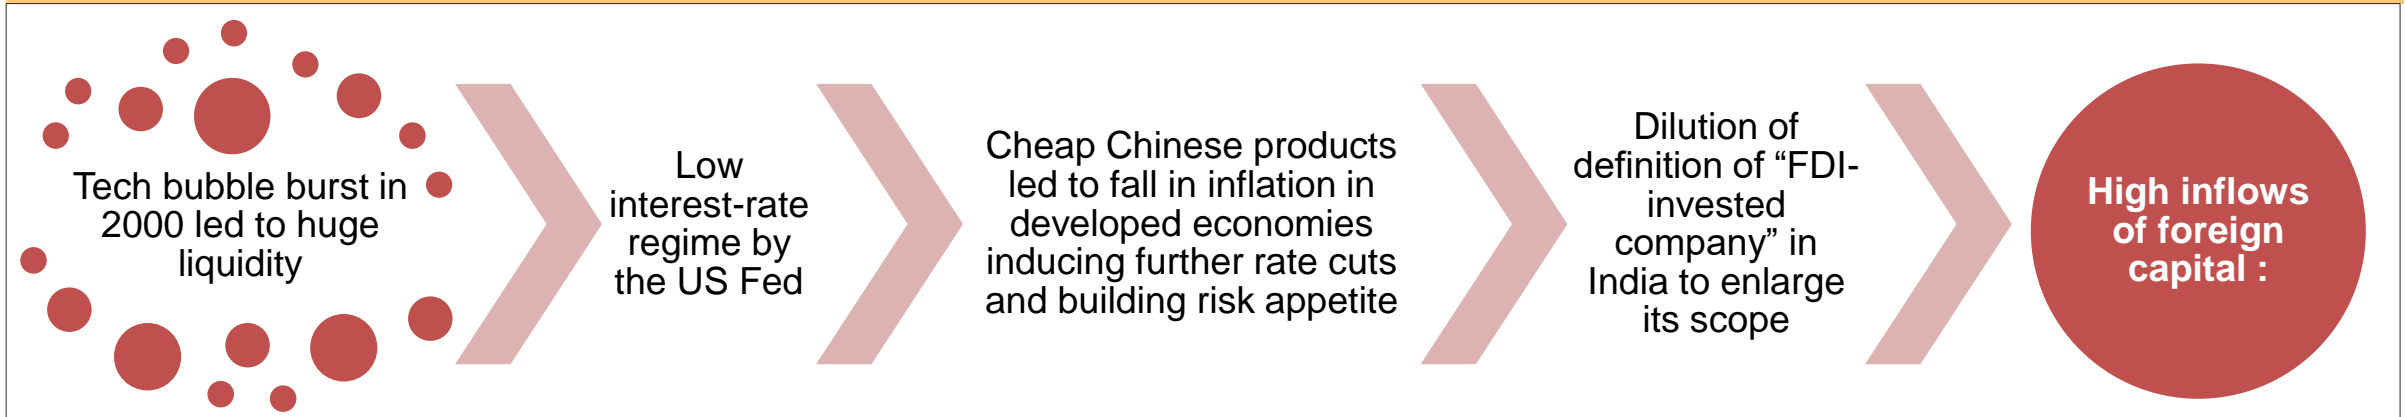 Tech bubble burst in
2000 led to huge
liquidity
Low
interest-rate
regime by
the US Fed
Cheap Chinese products
led to fall in inflation in
developed economies
inducing further rate cuts
and building risk appetite
Dilution of
definition of “FDI-
invested
company” in
India to enlarge
its scope
High inflows
of foreign
capital :